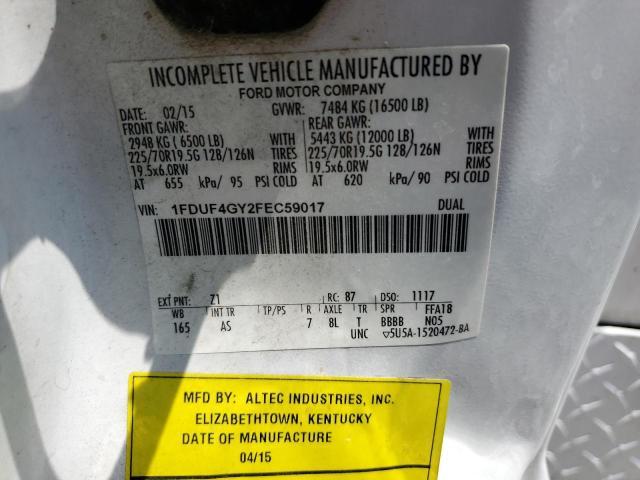 INCOMPLETE VEHICLE MANUFACTURED BY
FORD MOTOR COMPANY
DATE: 02/15 GVWR: 7484 KG (16500 LB)
FRONT GAWR: REAR GAWR:
2948 KG ( 6500 LB) WITH 5443 KG (12000 LB) WITH
225/70R19.5G 128/126N TIRES 225/70R19.5G 128/126N TIRES
19.5x6.0RW RIMS 19.5x6.0RW RIMS
AT 655 kPa/ 95 PSI COLD AT 620 kPa/ 90 PSI COLD
VIN: 1FDUF4GY2FEC59017 DUAL
EXT PNT: Z1 RC: 87 DSO: 1117
WB INT TR TP/PS R AXLE TR SPR FFA18
165 AS 7 8L T BBBB N05
UNC ▽5U5A-1520472-BA
MFD BY: ALTEC INDUSTRIES, INC.
ELIZABETHTOWN, KENTUCKY
DATE OF MANUFACTURE
04/15